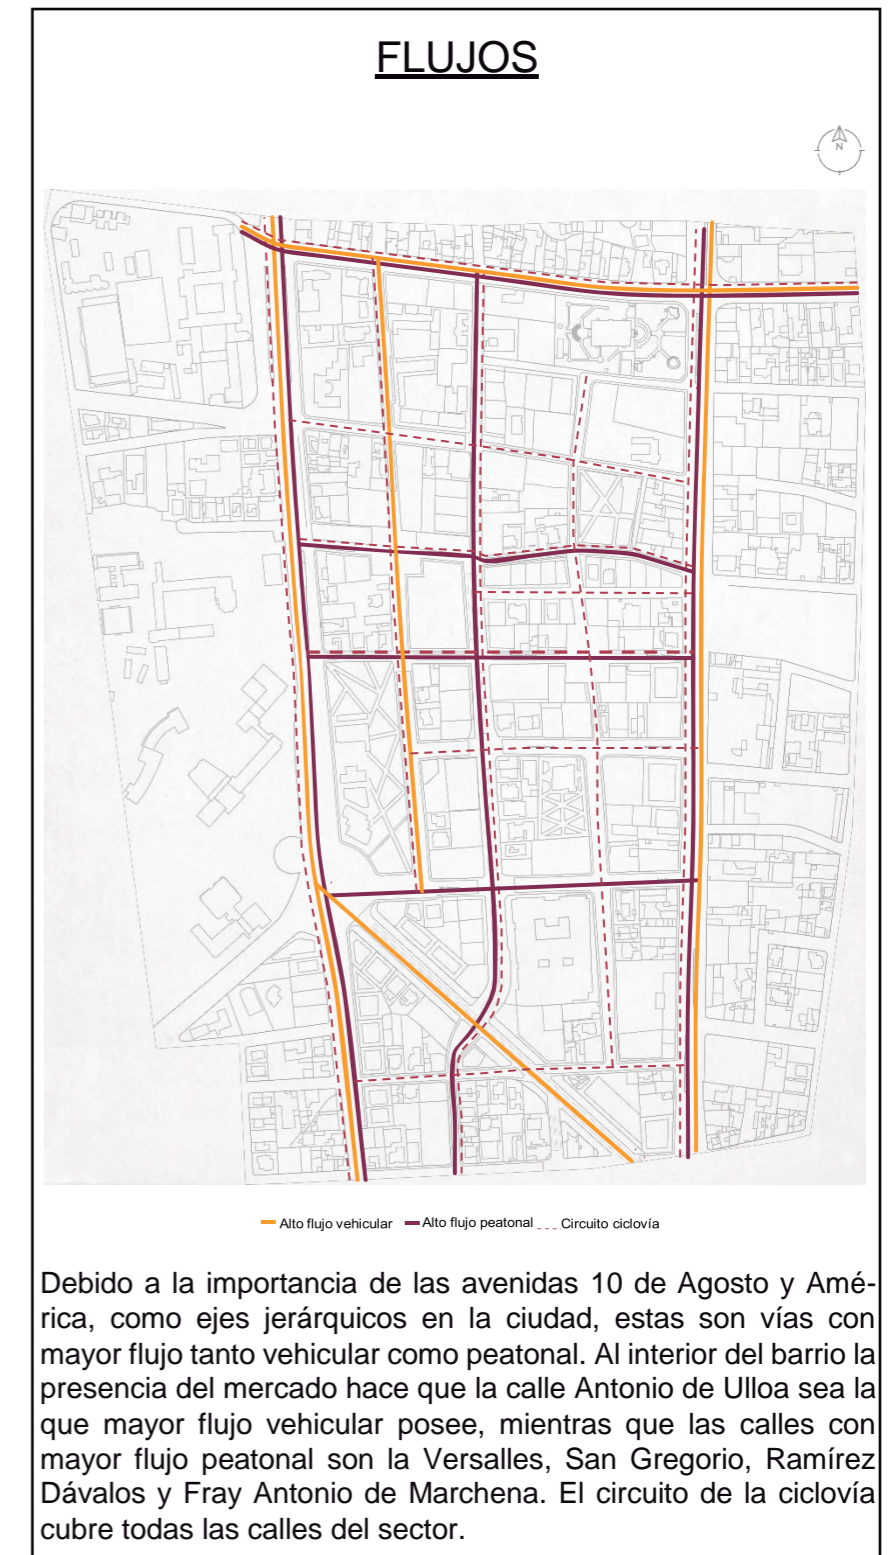 FLUJOS
N
Alto flujo vehicular Alto flujo peatonal Circuito ciclovía
Debido a la importancia de las avenidas 10 de Agosto y Amé-
rica, como ejes jerárquicos en la ciudad, estas son vías con
mayor flujo tanto vehicular como peatonal. Al interior del barrio la
presencia del mercado hace que la calle Antonio de Ulloa sea la
que mayor flujo vehicular posee, mientras que las calles con
mayor flujo peatonal son la Versalles, San Gregorio, Ramírez
Dávalos y Fray Antonio de Marchena. El circuito de la ciclovía
cubre todas las calles del sector.